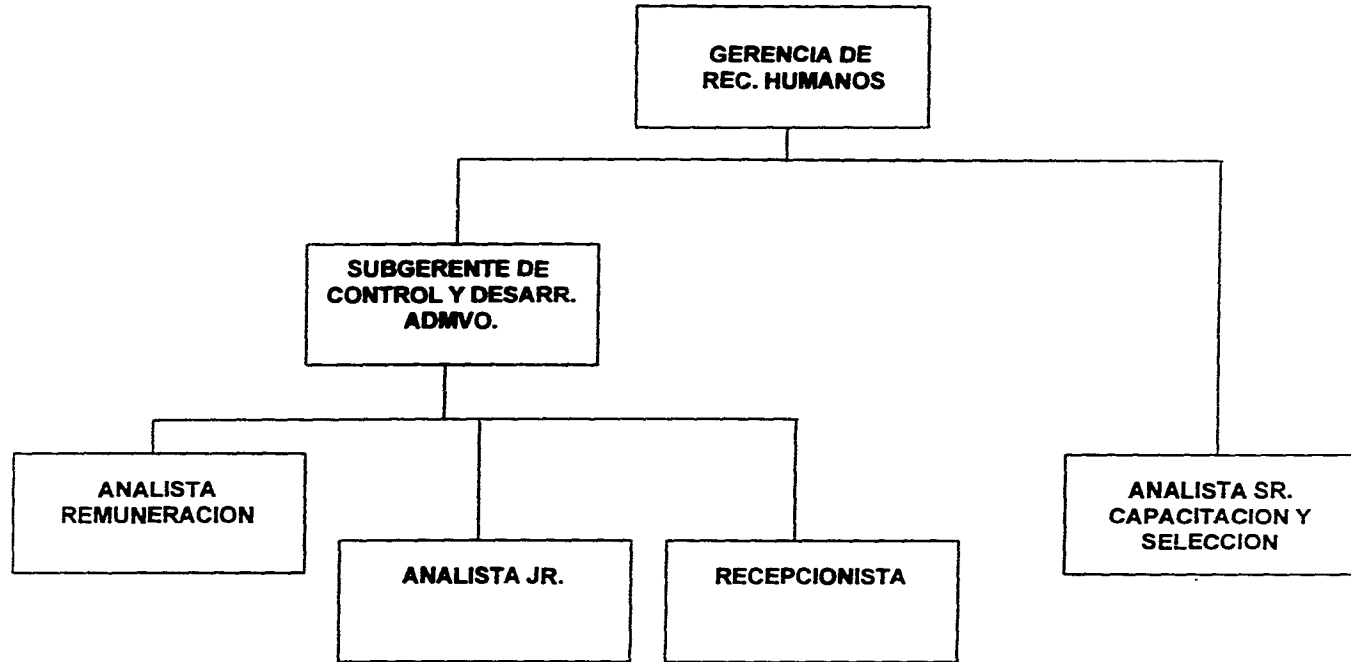 GERENCIA DE
REC. HUMANOS
SUBGERENTE DE
CONTROL Y DESARR.
ADMVO.
ANALISTA
REMUNERACION
ANALISTA JR.
RECEPCIONISTA
ANALISTA SR.
CAPACITACION Y
SELECCION